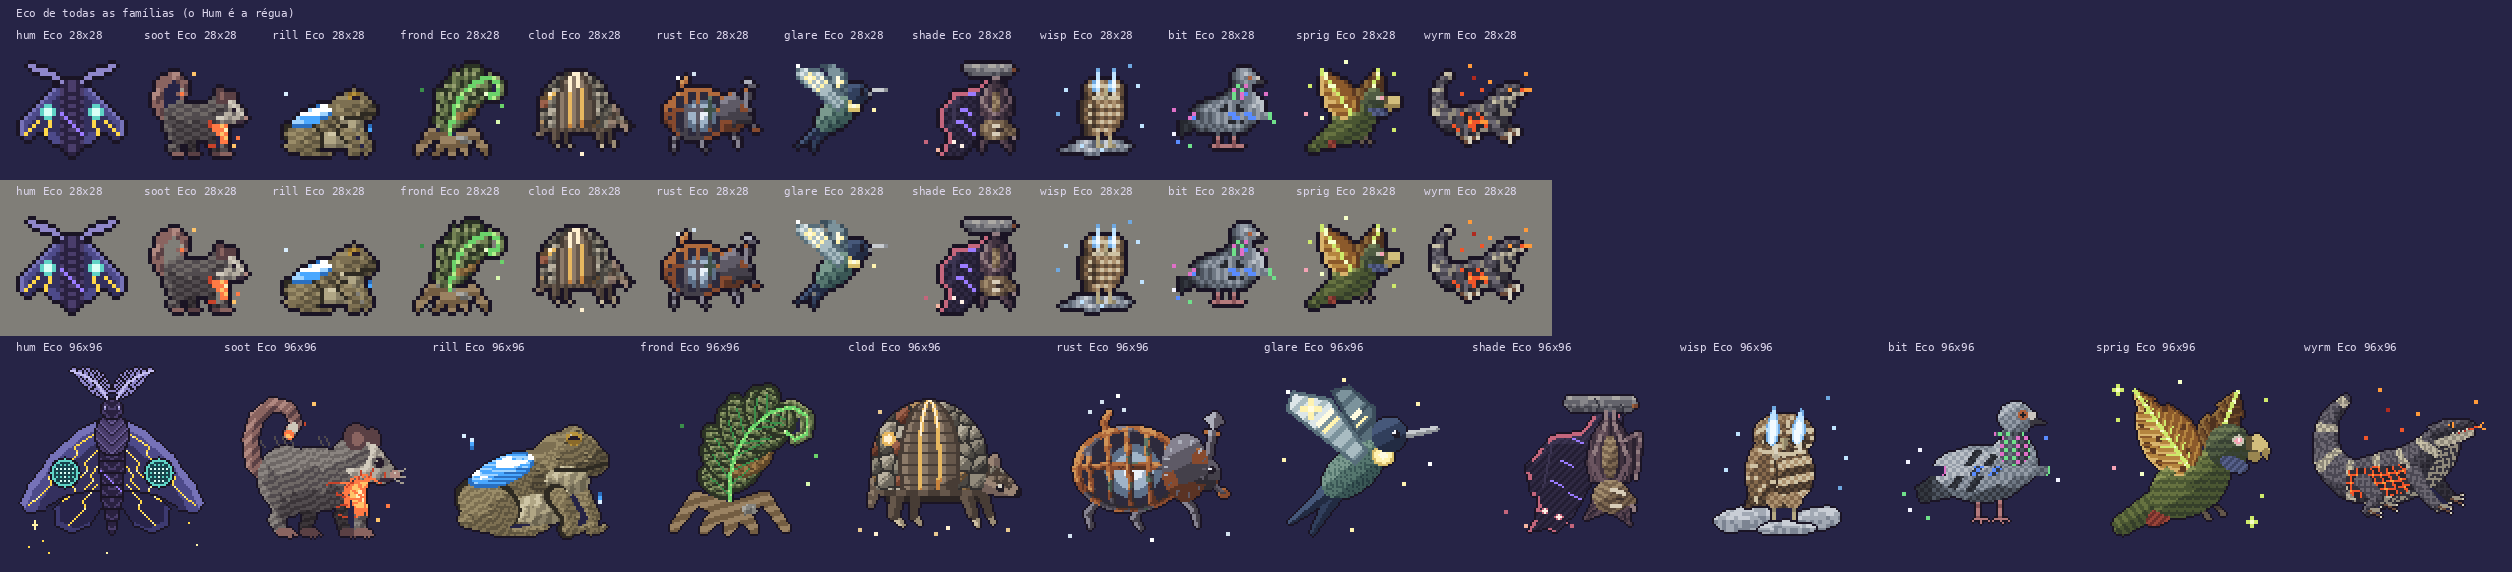 Eco de todas as famílias (o Hum é a régua)
hum Eco 28x28 soot Eco 28x28 rill Eco 28x28 frond Eco 28x28 clod Eco 28x28 rust Eco 28x28 glare Eco 28x28 shade Eco 28x28 wisp Eco 28x28 bit Eco 28x28 sprig Eco 28x28 wyrm Eco 28x28
hum Eco 28x28 soot Eco 28x28 rill Eco 28x28 frond Eco 28x28 clod Eco 28x28 rust Eco 28x28 glare Eco 28x28 shade Eco 28x28 wisp Eco 28x28 bit Eco 28x28 sprig Eco 28x28 wyrm Eco 28x28
hum Eco 96x96 soot Eco 96x96 rill Eco 96x96 frond Eco 96x96 clod Eco 96x96 rust Eco 96x96 glare Eco 96x96 shade Eco 96x96 wisp Eco 96x96 bit Eco 96x96 sprig Eco 96x96 wyrm Eco 96x96